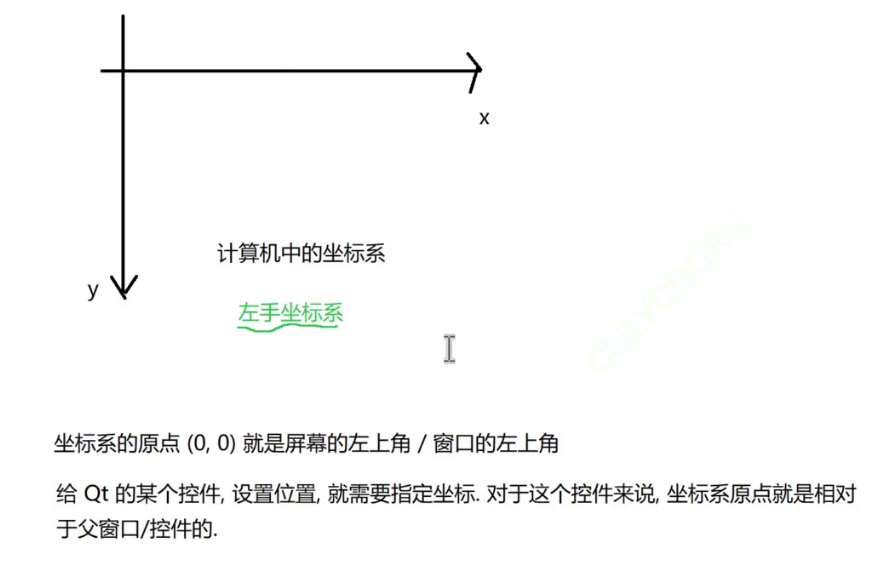 x
计算机中的坐标系
y
左手坐标系
CULYCDORU
坐标系的原点 (0, 0) 就是屏幕的左上角 / 窗口的左上角
给 Qt 的某个控件, 设置位置, 就需要指定坐标. 对于这个控件来说, 坐标系原点就是相对
于父窗口/控件的.